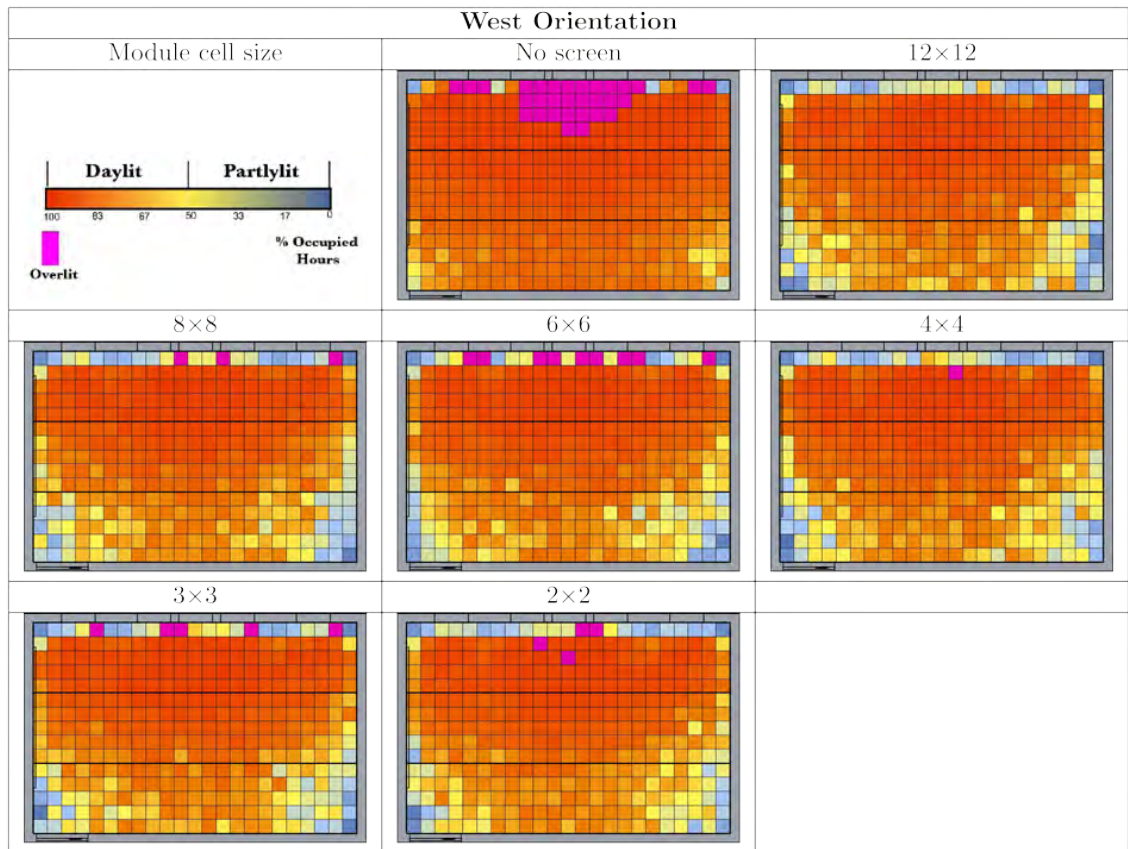 West Orientation
Module cell size
No screen
12×12
Daylit
Partlylit
100 83 67 50 33 17 0
% Occupied
Hours
Overlit
8×8
6×6
4×4
3×3
2×2